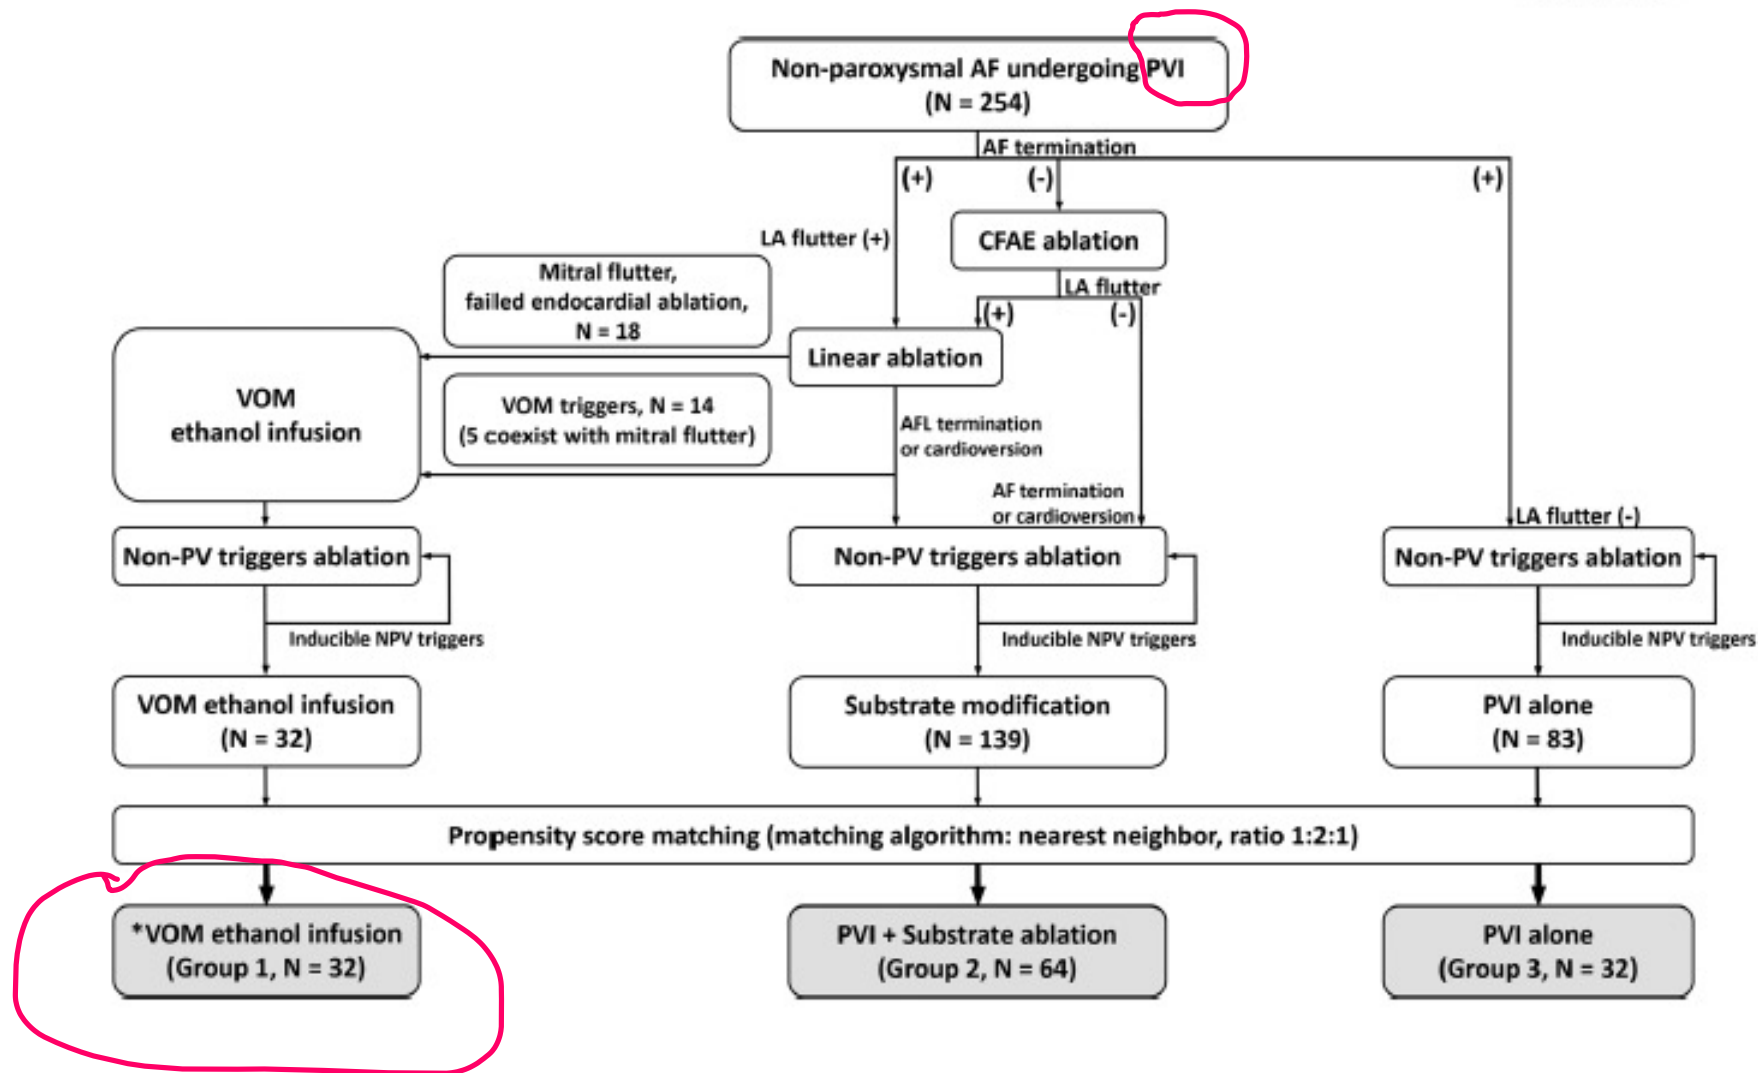 Non-paroxysmal AF undergoing PVI
(N = 254)
AF termination
(+)
(-)
(+)
LA flutter (+)
CFAE ablation
LA flutter
(+)
(-)
Mitral flutter,
failed endocardial ablation,
N = 18
Linear ablation
VOM
ethanol infusion
VOM triggers, N = 14
(5 coexist with mitral flutter)
AFL termination
or cardioversion
AF termination
or cardioversion
LA flutter (-)
Non-PV triggers ablation
Non-PV triggers ablation
Non-PV triggers ablation
Inducible NPV triggers
Inducible NPV triggers
Inducible NPV triggers
VOM ethanol infusion
(N = 32)
Substrate modification
(N = 139)
PVI alone
(N = 83)
Propensity score matching (matching algorithm: nearest neighbor, ratio 1:2:1)
*VOM ethanol infusion
(Group 1, N = 32)
PVI + Substrate ablation
(Group 2, N = 64)
PVI alone
(Group 3, N = 32)